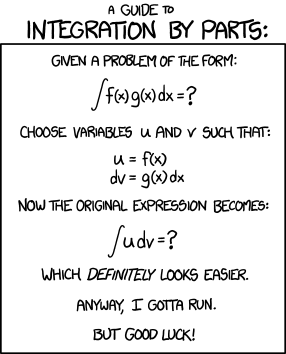 A GUIDE TO
INTEGRATION BY PARTS:
GIVEN A PROBLEM OF THE FORM:
∫f(x)g(x)dx=?
CHOOSE VARIABLES u AND v SUCH THAT:
u = f(x)
dv = g(x)dx
NOW THE ORIGINAL EXPRESSION BECOMES:
∫udv=?
WHICH DEFINITELY LOOKS EASIER.
ANYWAY, I GOTTA RUN.
BUT GOOD LUCK!